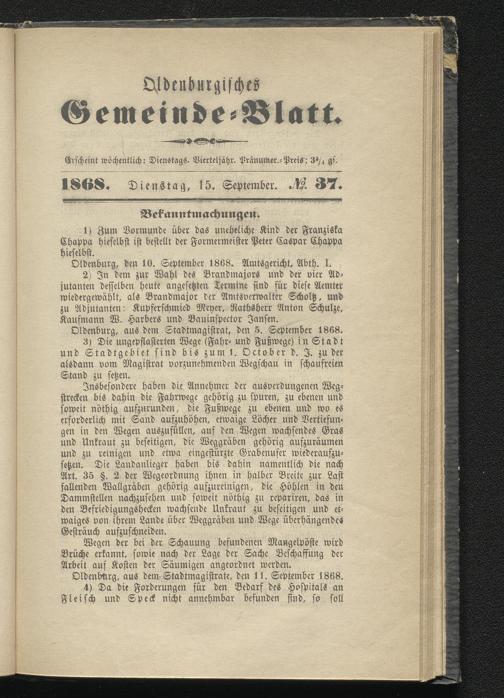 Oldenburgisches
Gemeinde-Blatt.
Erscheint wöchentlich: Dienstags. Vierteljähr. Pränumer.-Preis: 3¾ gr.
1868. Dienstag, 15. September. № 37.
Bekanntmachungen.
1) Zum Vormunde über das uneheliche Kind der Franziska
Chappa hieselbst ist bestellt der Formermeister Peter Caspar Chappa
hieselbst.
Oldenburg, den 10. September 1868. Amtsgericht, Abth. I.
2) In dem zur Wahl des Brandmajors und der vier Ad-
jutanten desselben heute angesetzten Termine sind für diese Aemter
wiedergewählt, als Brandmajor der Amtsverwalter Scholtz, und
zu Adjutanten: Kupferschmied Meyer, Rathsherr Anton Schulze,
Kaufmann W. Harbers und Bauinspector Jansen.
Oldenburg, aus dem Stadtmagistrat, den 5. September 1868.
3) Die ungepflasterten Wege (Fahr- und Fußwege) in Stadt
und Stadtgebiet sind bis zum 1. October d. J. zu der
alsdann vom Magistrat vorzunehmenden Wegschau in schaufreien
Stand zu setzen.
Insbesondere haben die Annehmer der ausverdungenen Weg-
strecken bis dahin die Fahrwege gehörig zu spuren, zu ebenen und
soweit nöthig aufzurunden, die Fußwege zu ebenen und wo es
erforderlich mit Sand aufzuhöhen, etwaige Löcher und Vertiefun-
gen in den Wegen auszufüllen, auf den Wegen wachsendes Gras
und Unkraut zu beseitigen, die Weggräben gehörig aufzuräumen
und zu reinigen und etwa eingestürzte Grabenufer wiederaufzu-
setzen. Die Landanlieger haben bis dahin namentlich die nach
Art. 35 §. 2 der Wegeordnung ihnen in halber Breite zur Last
fallenden Wallgräben gehörig aufzureinigen, die Höhlen in den
Dammstellen nachzusehen und soweit nöthig zu repariren, das in
den Befriedigungshecken wachsende Unkraut zu beseitigen und et-
waiges von ihrem Lande über Weggräben und Wege überhängendes
Gesträuch aufzuschneiden.
Wegen der bei der Schauung befundenen Mangelpöste wird
Brüche erkannt, sowie nach der Lage der Sache Beschaffung der
Arbeit auf Kosten der Säumigen angeordnet werden.
Oldenburg, aus dem Stadtmagistrate, den 11. September 1868.
4) Da die Forderungen für den Bedarf des Hospitals an
Fleisch und Speck nicht annehmbar befunden sind, so soll